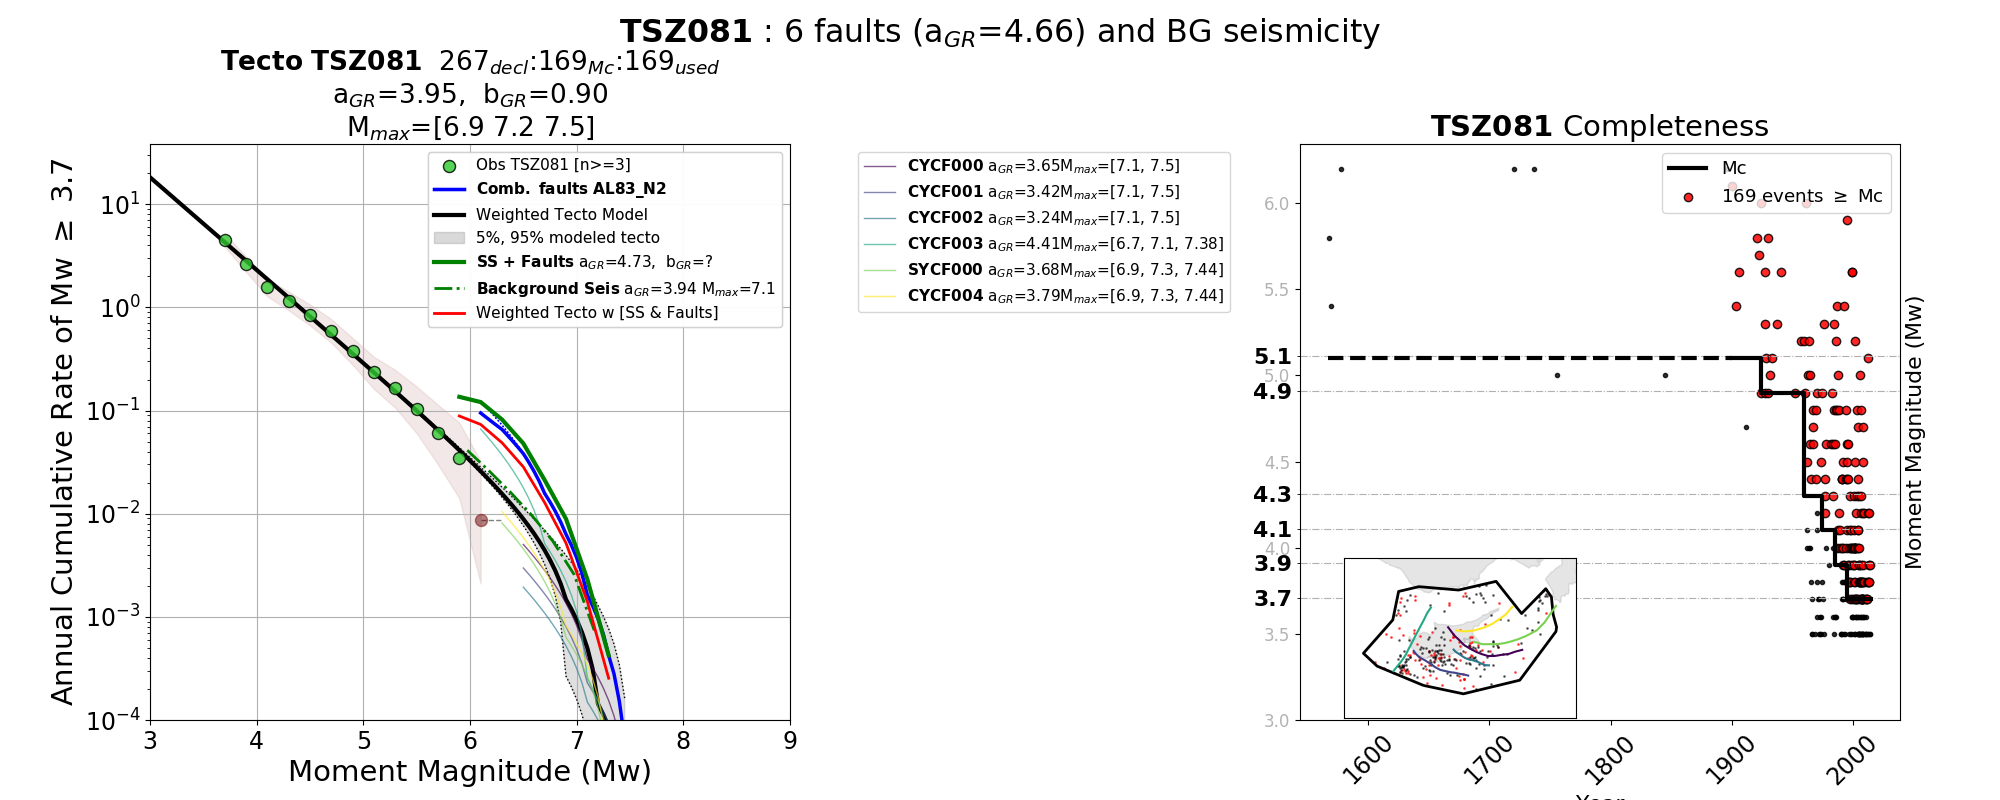 TSZ081 : 6 faults (aGR=4.66) and BG seismicity
Tecto TSZ081 267decl:169Mc:169used
aGR=3.95, bGR=0.90
Mmax=[6.9 7.2 7.5]
Annual Cumulative Rate of Mw ≥ 3.7
10^1
10^0
10^−1
10^−2
10^−3
10^−4
3 4 5 6 7 8 9
Moment Magnitude (Mw)
Obs TSZ081 [n>=3]
Comb. faults AL83_N2
Weighted Tecto Model
5%, 95% modeled tecto
SS + Faults aGR=4.73, bGR=?
Background Seis aGR=3.94 Mmax=7.1
Weighted Tecto w [SS & Faults]
CYCF000 aGR=3.65Mmax=[7.1, 7.5]
CYCF001 aGR=3.42Mmax=[7.1, 7.5]
CYCF002 aGR=3.24Mmax=[7.1, 7.5]
CYCF003 aGR=4.41Mmax=[6.7, 7.1, 7.38]
SYCF000 aGR=3.68Mmax=[6.9, 7.3, 7.44]
CYCF004 aGR=3.79Mmax=[6.9, 7.3, 7.44]
TSZ081 Completeness
Mc
169 events ≥ Mc
6.0
5.5
5.1
5.0
4.9
4.5
4.3
4.1
4.0
3.9
3.7
3.5
3.0
1600 1700 1800 1900 2000
Moment Magnitude (Mw)